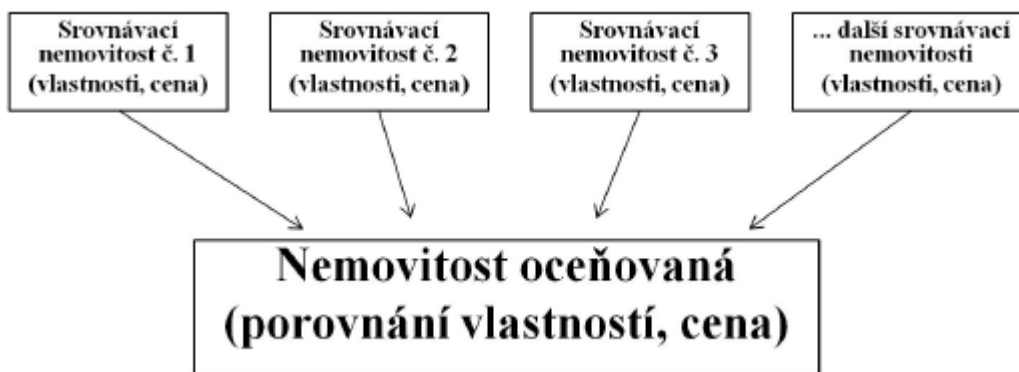 Srovnávací
nemovitost č. 1
(vlastnosti, cena)
Srovnávací
nemovitost č. 2
(vlastnosti, cena)
Srovnávací
nemovitost č. 3
(vlastnosti, cena)
... další srovnávací
nemovitosti
(vlastnosti, cena)
Nemovitost oceňovaná
(porovnání vlastností, cena)